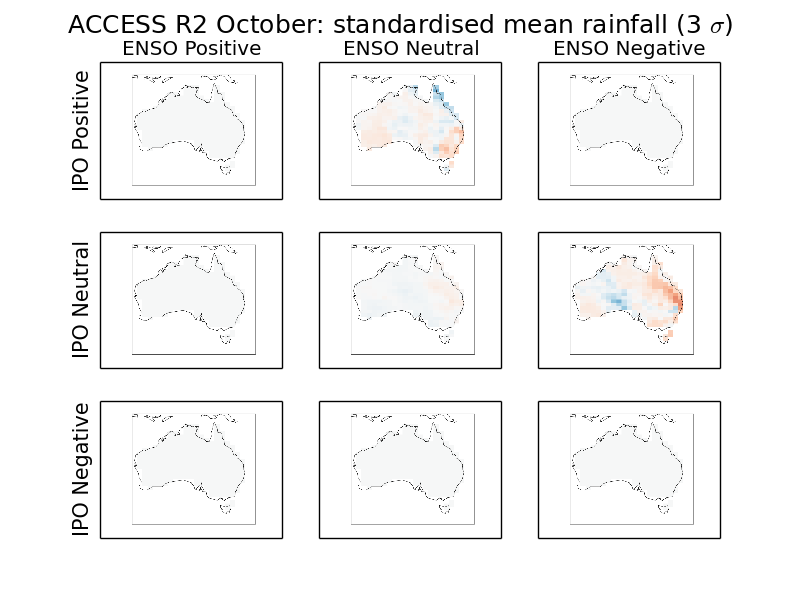 ACCESS R2 October: standardised mean rainfall (3 σ)
ENSO Positive ENSO Neutral ENSO Negative
IPO Positive
IPO Neutral
IPO Negative